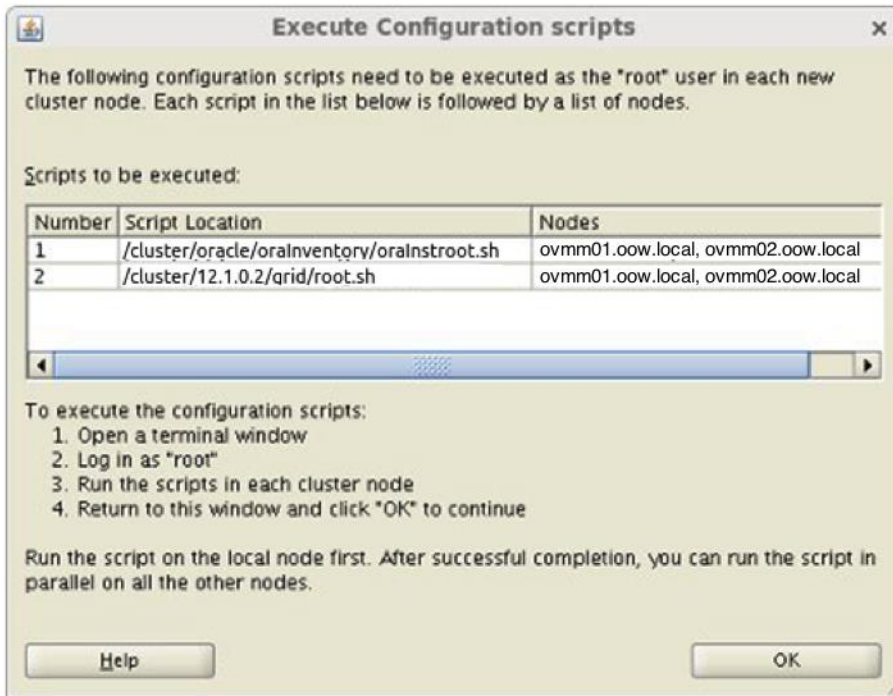 Execute Configuration scripts
The following configuration scripts need to be executed as the "root" user in each new
cluster node. Each script in the list below is followed by a list of nodes.
Scripts to be executed:
Number Script Location Nodes
1 /cluster/oracle/oraInventory/oraInstroot.sh ovmm01.oow.local, ovmm02.oow.local
2 /cluster/12.1.0.2/grid/root.sh ovmm01.oow.local, ovmm02.oow.local
To execute the configuration scripts:
1. Open a terminal window
2. Log in as "root"
3. Run the scripts in each cluster node
4. Return to this window and click "OK" to continue
Run the script on the local node first. After successful completion, you can run the script in
parallel on all the other nodes.
Help OK